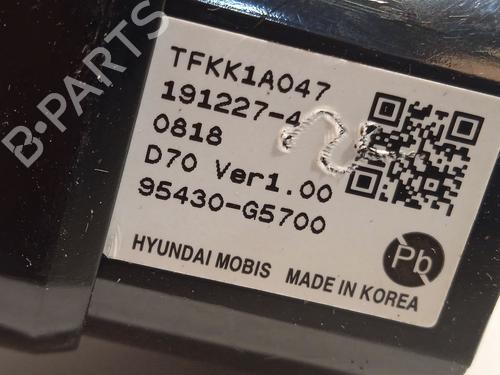 B-PARTS
TFKK1A047
191227-4
0818
D70 Ver1.00
95430-G5700
Pb
HYUNDAI MOBIS MADE IN KOREA